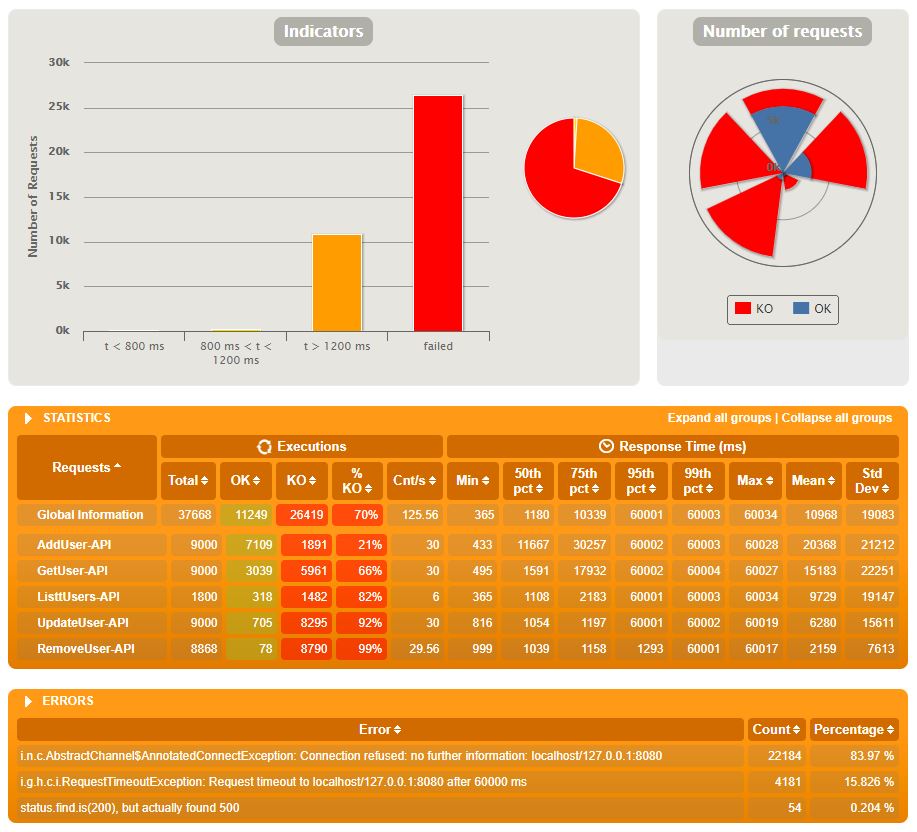 Indicators
Number of Requests
30k
25k
20k
15k
10k
5k
0k
t < 800 ms
800 ms < t <
1200 ms
t > 1200 ms
failed
Number of requests
5k
0k
KO OK
STATISTICS Expand all groups | Collapse all groups
Requests Executions Response Time (ms)
Total OK KO % KO Cnt/s Min 50th pct 75th pct 95th pct 99th pct Max Mean Std Dev
Global Information 37668 11249 26419 70% 125.56 365 1180 10339 60001 60003 60034 10968 19083
AddUser-API 9000 7109 1891 21% 30 433 11667 30257 60002 60003 60028 20368 21212
GetUser-API 9000 3039 5961 66% 30 495 1591 17932 60002 60004 60027 15183 22251
ListtUsers-API 1800 318 1482 82% 6 365 1108 2183 60001 60003 60034 9729 19147
UpdateUser-API 9000 705 8295 92% 30 816 1054 1197 60001 60002 60019 6280 15611
RemoveUser-API 8868 78 8790 99% 29.56 999 1039 1158 1293 60001 60017 2159 7613
ERRORS
Error Count Percentage
i.n.c.AbstractChannel$AnnotatedConnectException: Connection refused: no further information: localhost/127.0.0.1:8080 22184 83.97 %
i.g.h.c.i.RequestTimeoutException: Request timeout to localhost/127.0.0.1:8080 after 60000 ms 4181 15.826 %
status.find.is(200), but actually found 500 54 0.204 %